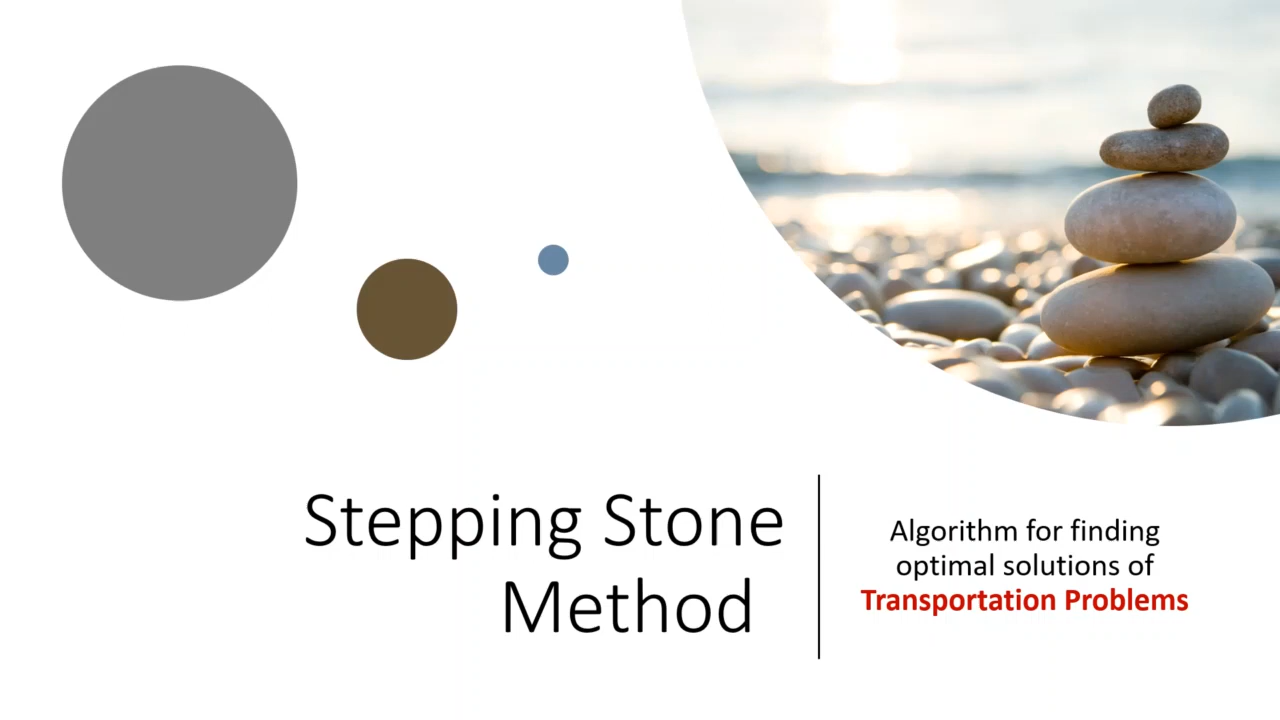 Stepping Stone
Method
Algorithm for finding
optimal solutions of
Transportation Problems